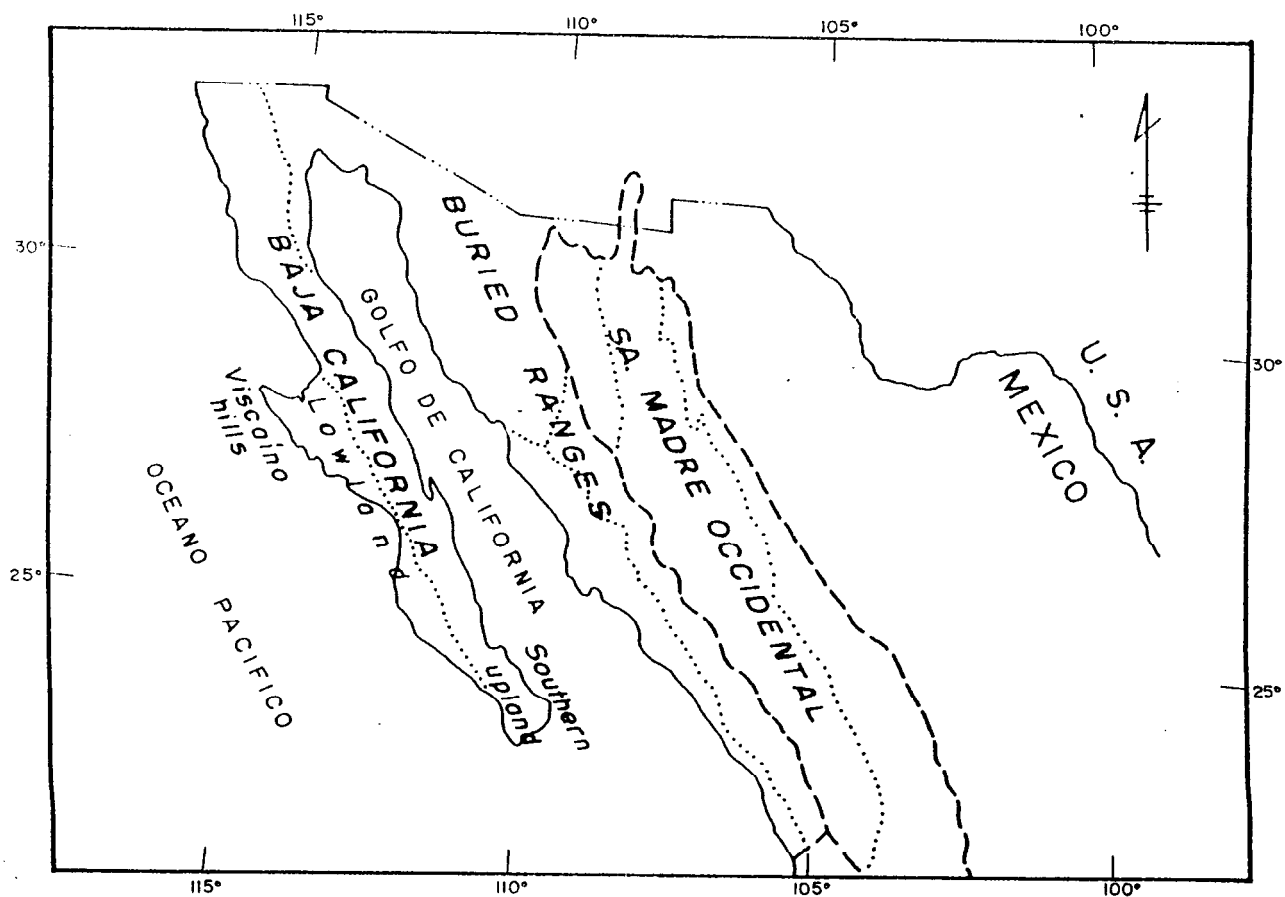 115° 110° 105° 100°
30°
30°
25°
25°
BURIED RANGES
BAJA CALIFORNIA
GOLFO DE CALIFORNIA
SA. MADRE OCCIDENTAL
U. S. A.
MEXICO
Viscaino
hills
Lowland
OCEANO PACIFICO
Southern
upland
115° 110° 105° 100°